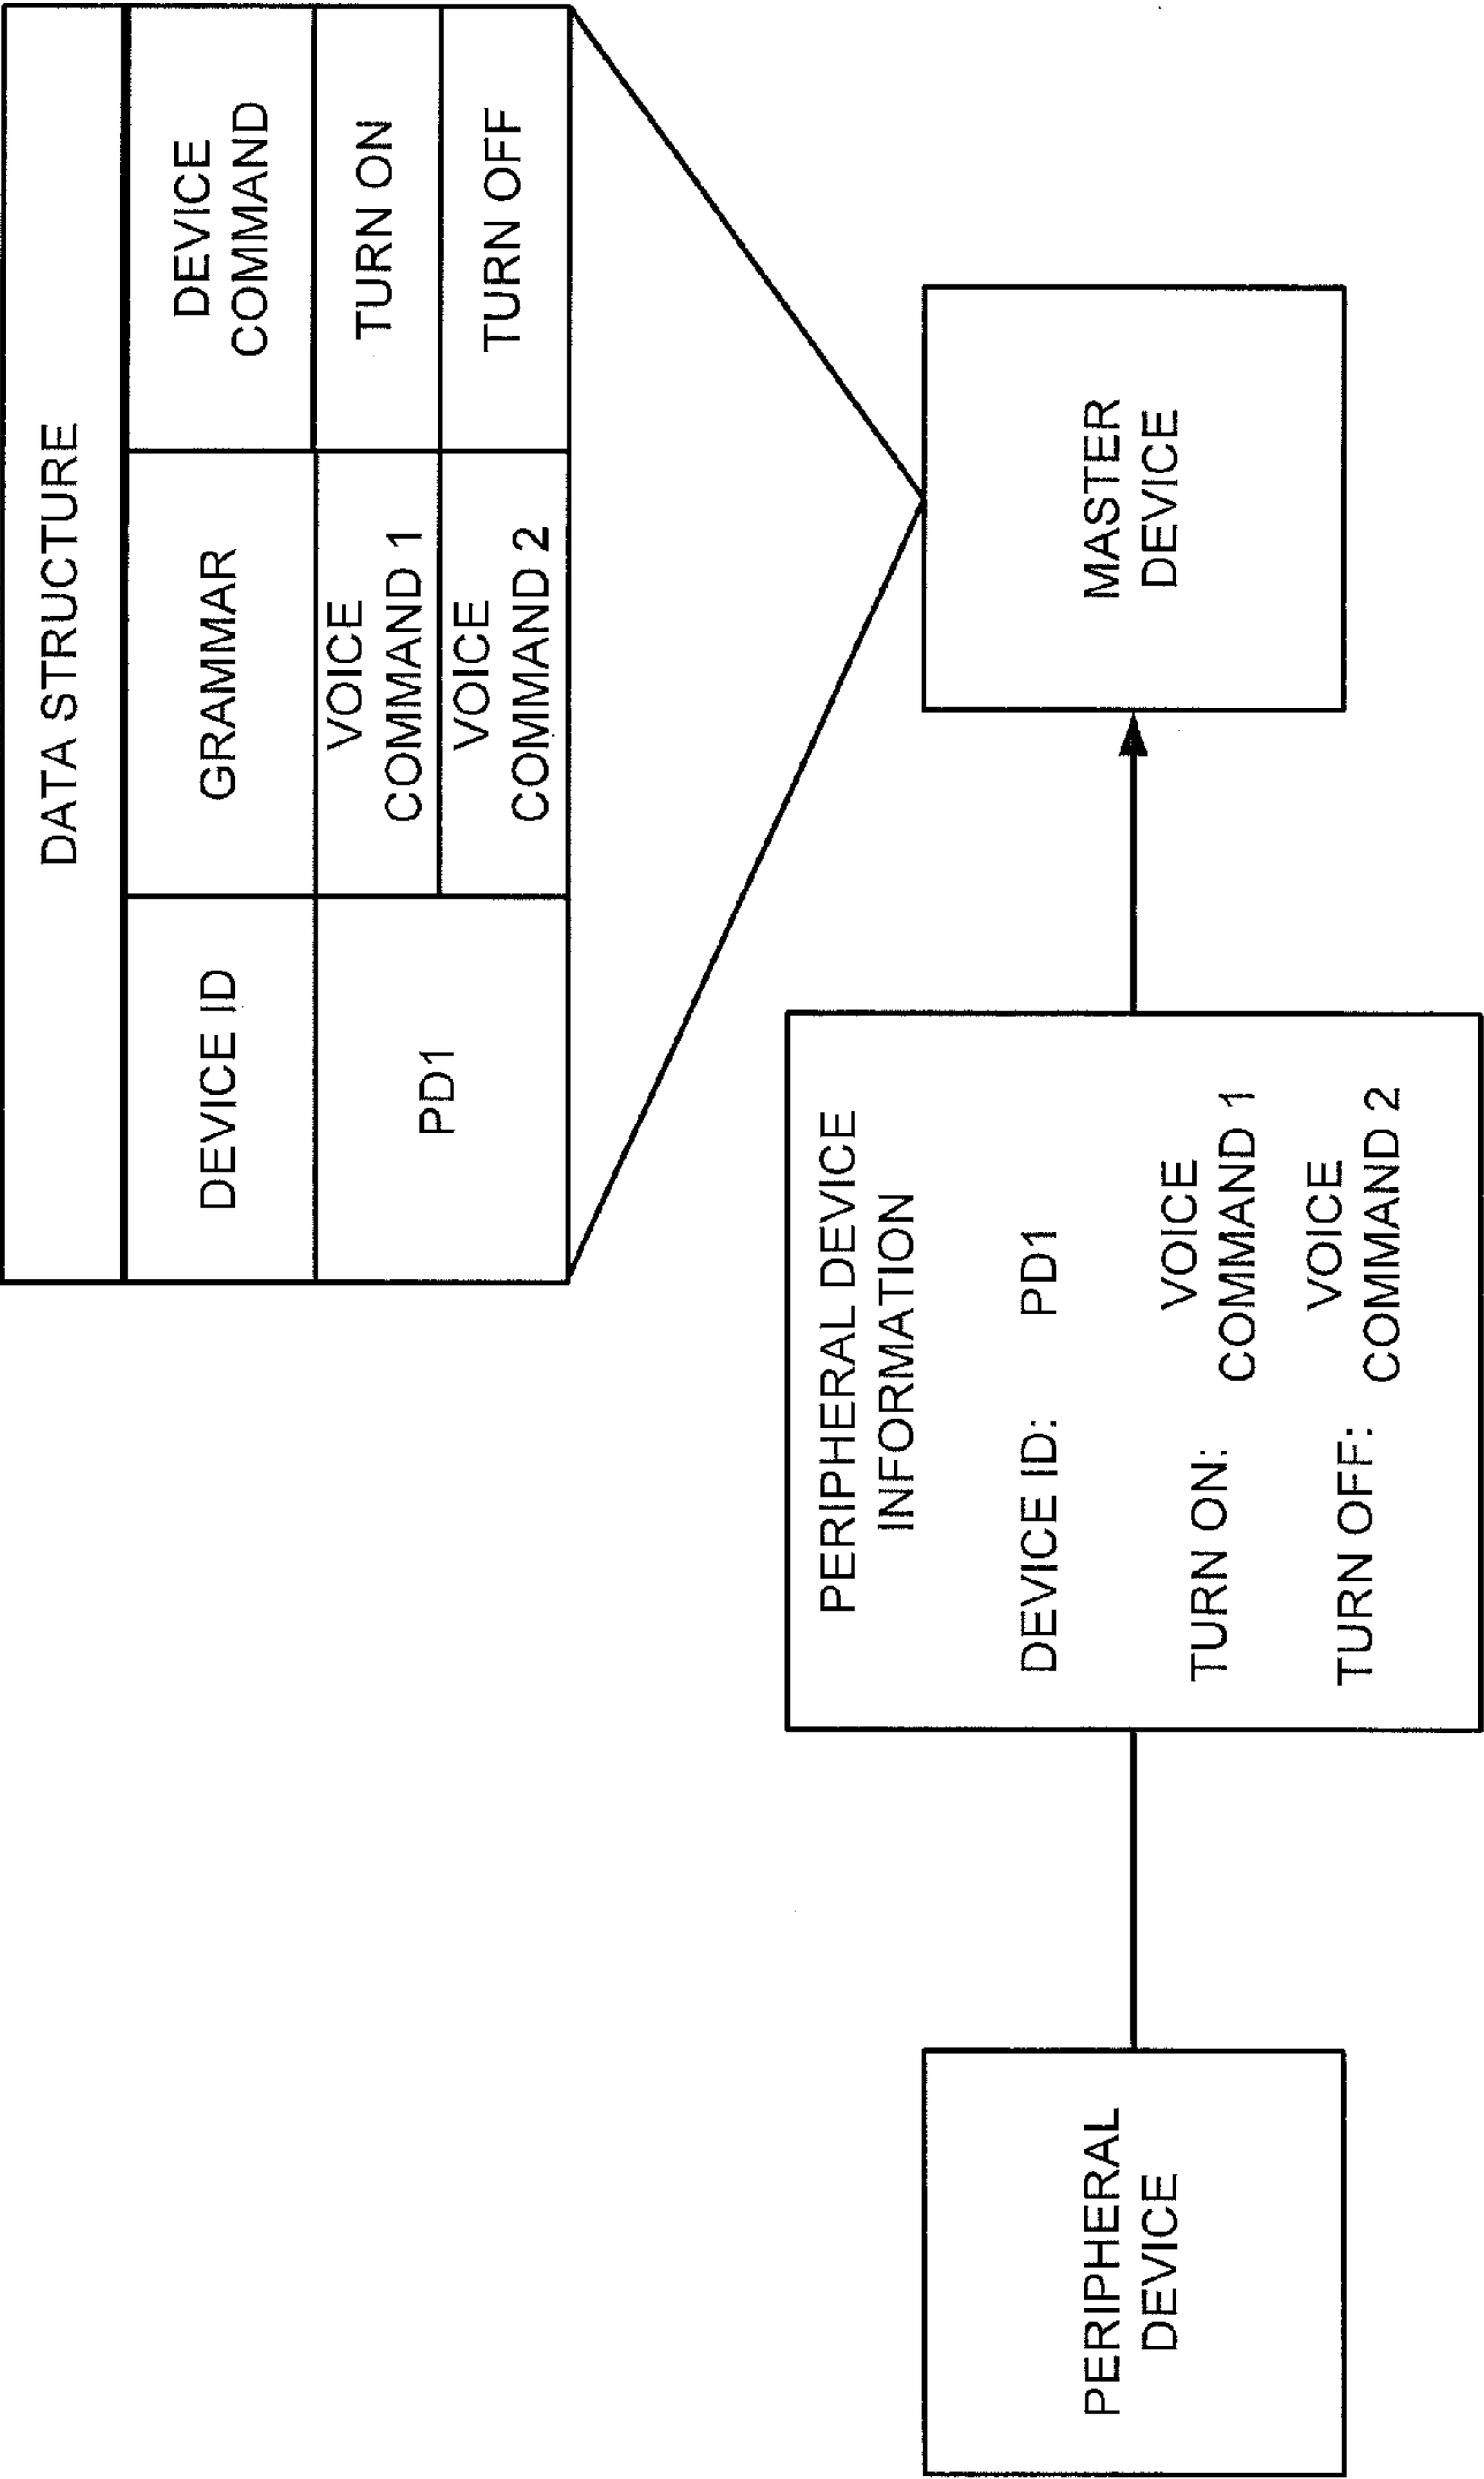 DATA STRUCTURE
DEVICE ID
GRAMMAR
DEVICE
COMMAND
PD1
VOICE
COMMAND 1
TURN ON
VOICE
COMMAND 2
TURN OFF
PERIPHERAL
DEVICE
PERIPHERAL DEVICE
INFORMATION
DEVICE ID: PD1
TURN ON: VOICE
COMMAND 1
TURN OFF: VOICE
COMMAND 2
MASTER
DEVICE